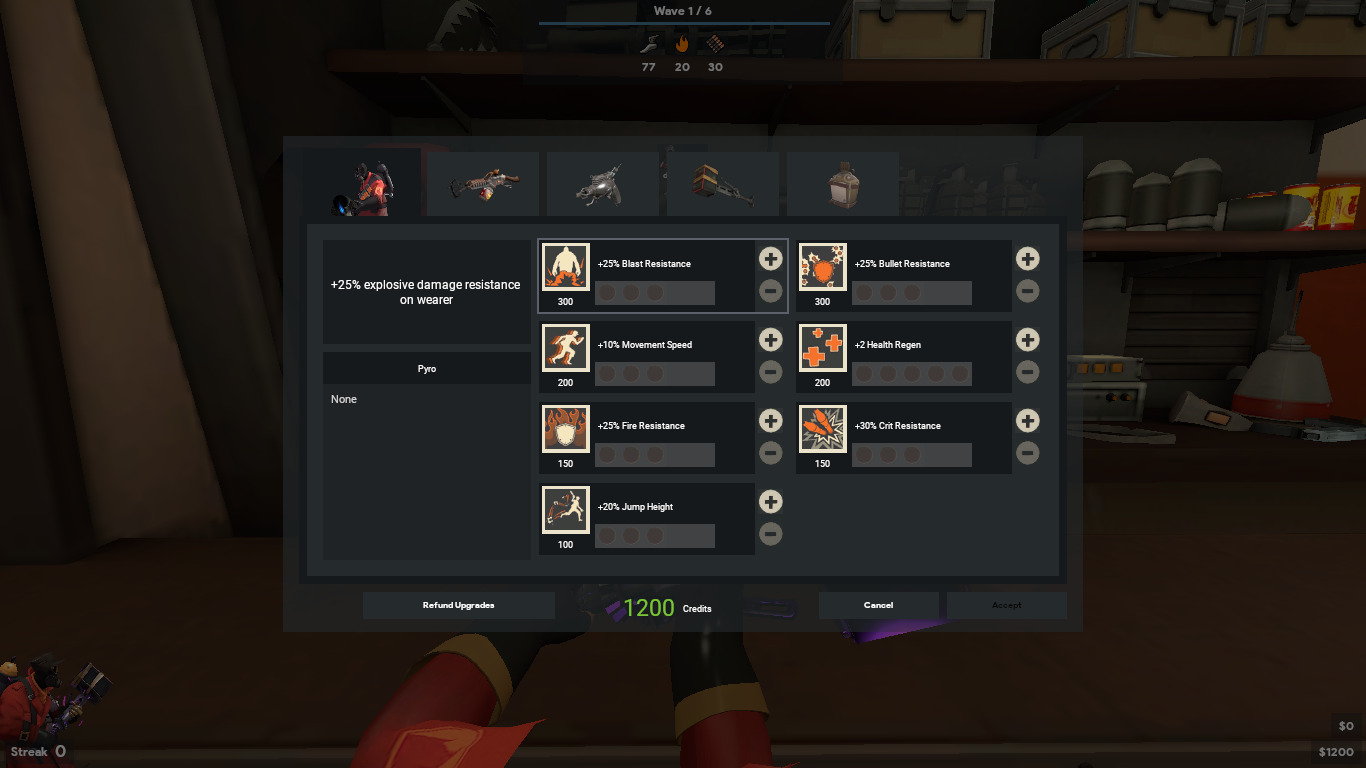 Wave 1 / 6
77 20 30
+25% explosive damage resistance
on wearer
Pyro
None
+25% Blast Resistance
300
+25% Bullet Resistance
300
+10% Movement Speed
200
+2 Health Regen
200
+25% Fire Resistance
150
+30% Crit Resistance
150
+20% Jump Height
100
Refund Upgrades
1200 Credits
Cancel
Accept
Streak 0
$0
$1200